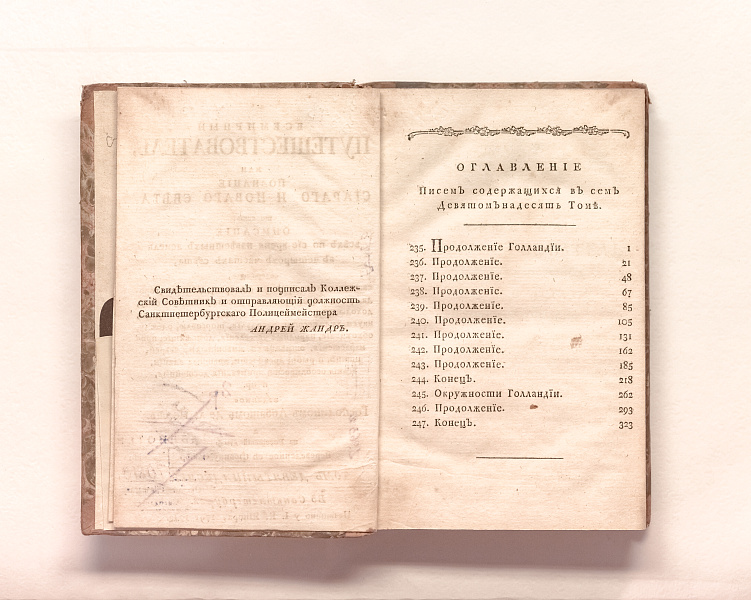 Свидѣтельствовалъ и подписалъ Коллеж-
скій Совѣтникъ и отправляющій должность
Санктпетербургскаго Полицеймейстера
АНДРЕЙ ЖАНДРЪ.
ОГЛАВЛЕНІЕ
Писемъ содержащихся въ семъ
Девятомънадесять Томѣ.
235. Продолженіе Голландіи. 1
236. Продолженіе. 21
237. Продолженіе. 48
238. Продолженіе. 67
239. Продолженіе. 85
240. Продолженіе. 105
241. Продолженіе. 131
242. Продолженіе. 162
243. Продолженіе. 185
244. Конецъ. 218
245. Окружности Голландіи. 262
246. Продолженіе. 293
247. Конецъ. 323